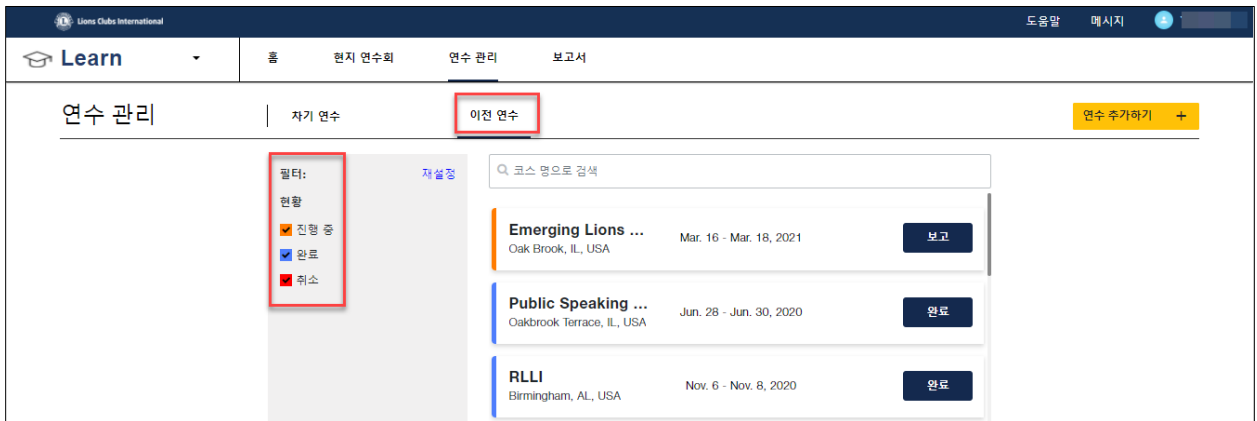 Lions Clubs International
도움말 메시지
Learn
홈 현지 연수회 연수 관리 보고서
연수 관리
차기 연수 이전 연수
연수 추가하기 +
필터: 재설정
현황
진행 중
완료
취소
코스 명으로 검색
Emerging Lions ...
Oak Brook, IL, USA
Mar. 16 - Mar. 18, 2021
보고
Public Speaking ...
Oakbrook Terrace, IL, USA
Jun. 28 - Jun. 30, 2020
완료
RLLI
Birmingham, AL, USA
Nov. 6 - Nov. 8, 2020
완료